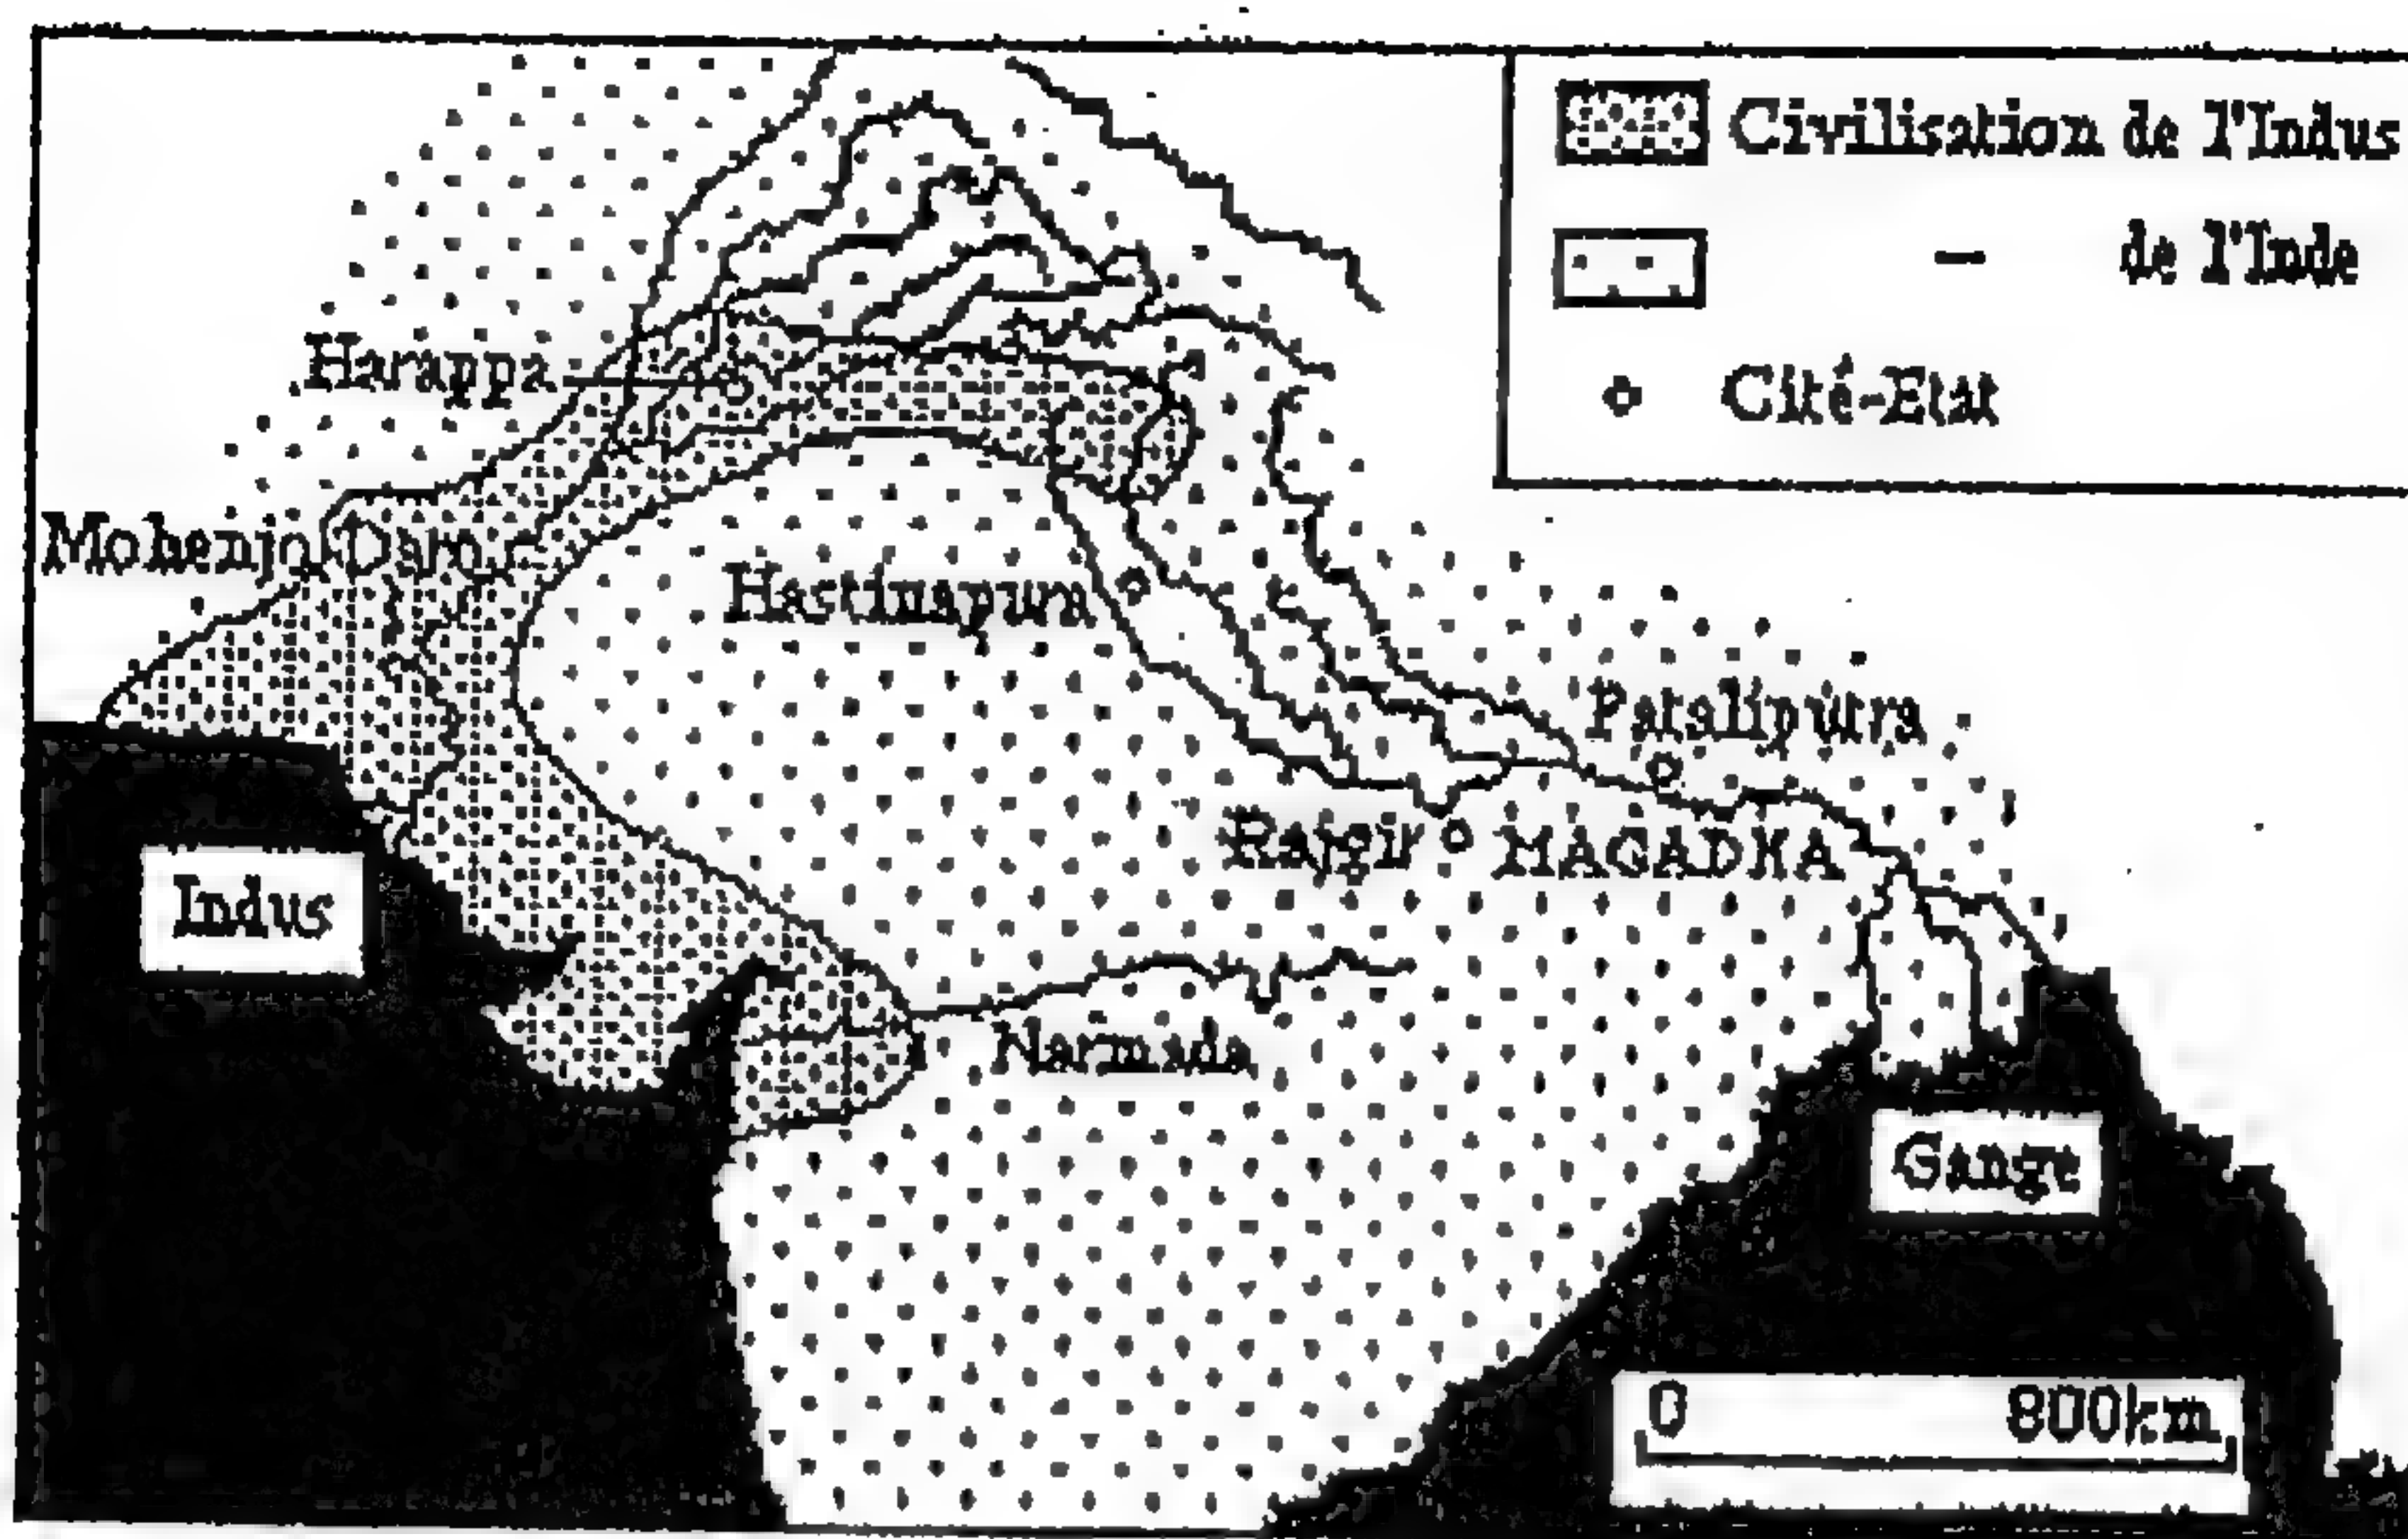 Civilisation de l'Indus
— de l'Inde
Cité-Etat
Harappa
Mohenjo Daro
Hastinapura
Pataliputra
Rajgir
MAGADHA
Indus
Narmada
Gange
0 800km